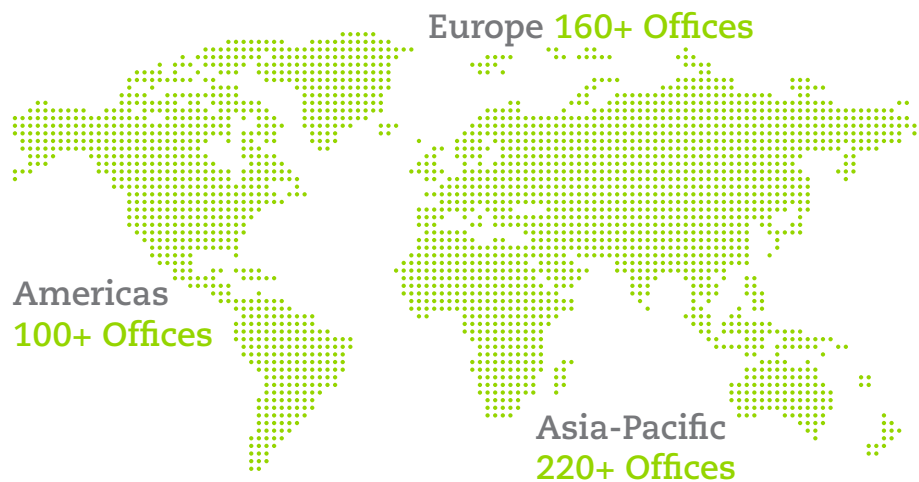 Europe 160+ Offices
Americas
100+ Offices
Asia-Pacific
220+ Offices